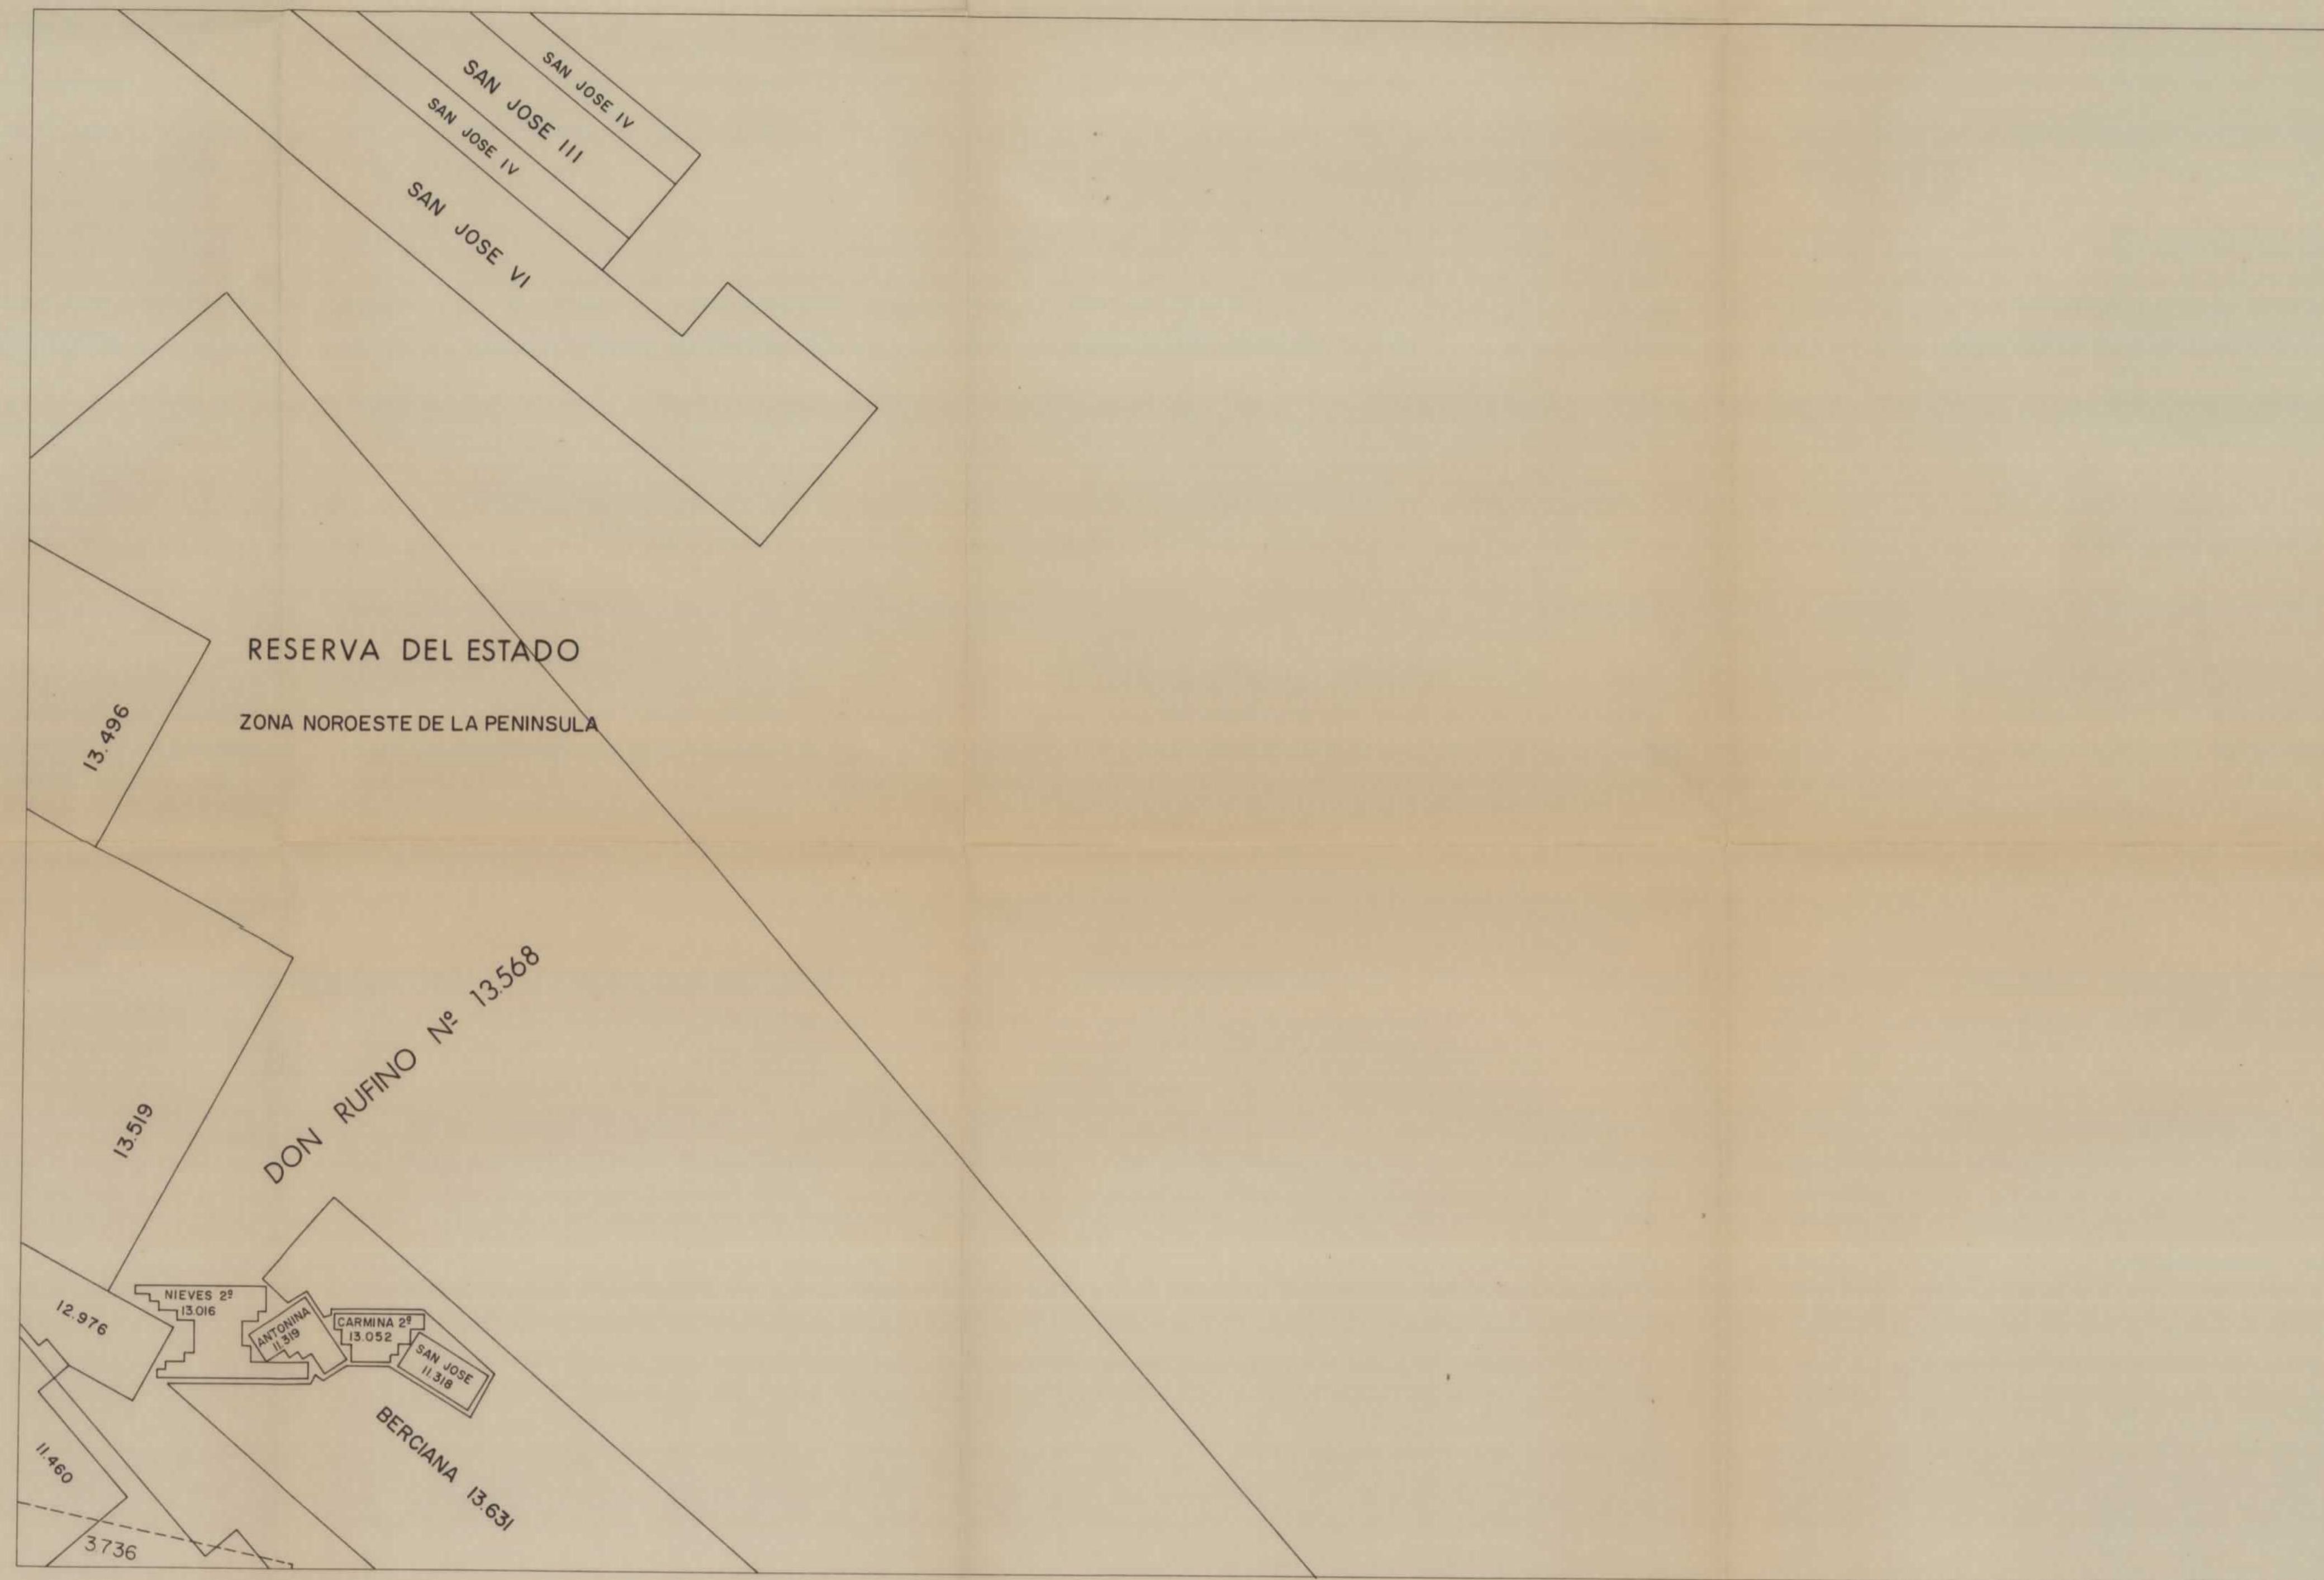 SAN JOSE IV
SAN JOSE III
SAN JOSE IV
SAN JOSE VI
RESERVA DEL ESTADO
ZONA NOROESTE DE LA PENINSULA
13.496
DON RUFINO Nº 13.568
13.519
NIEVES 2ª
13.016
12.976
ANTONINA
11.319
CARMINA 2ª
13.052
SAN JOSE
11.318
BERCIANA 13.631
11.460
3.736